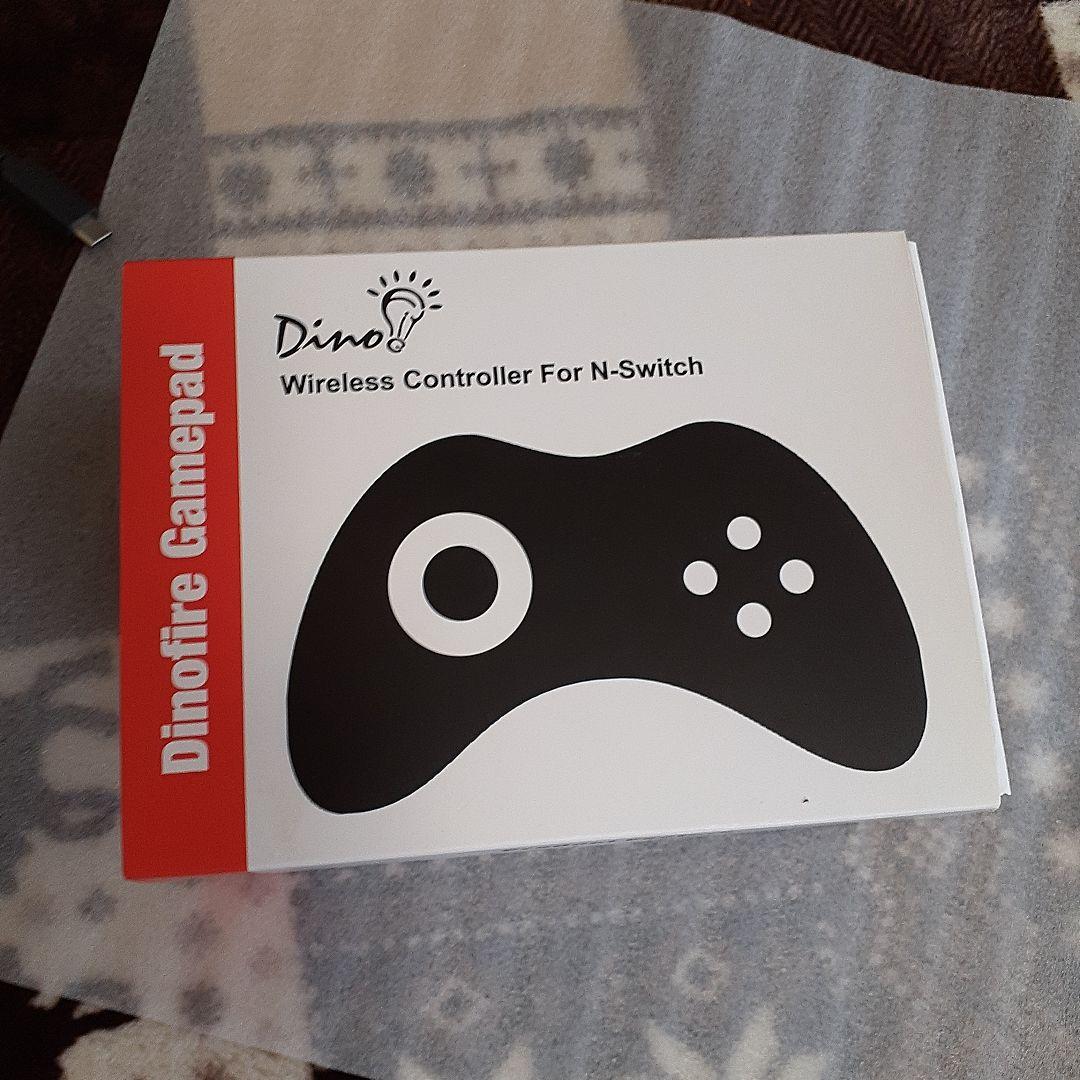 Dino
Wireless Controller For N-Switch
Dinofire Gamepad